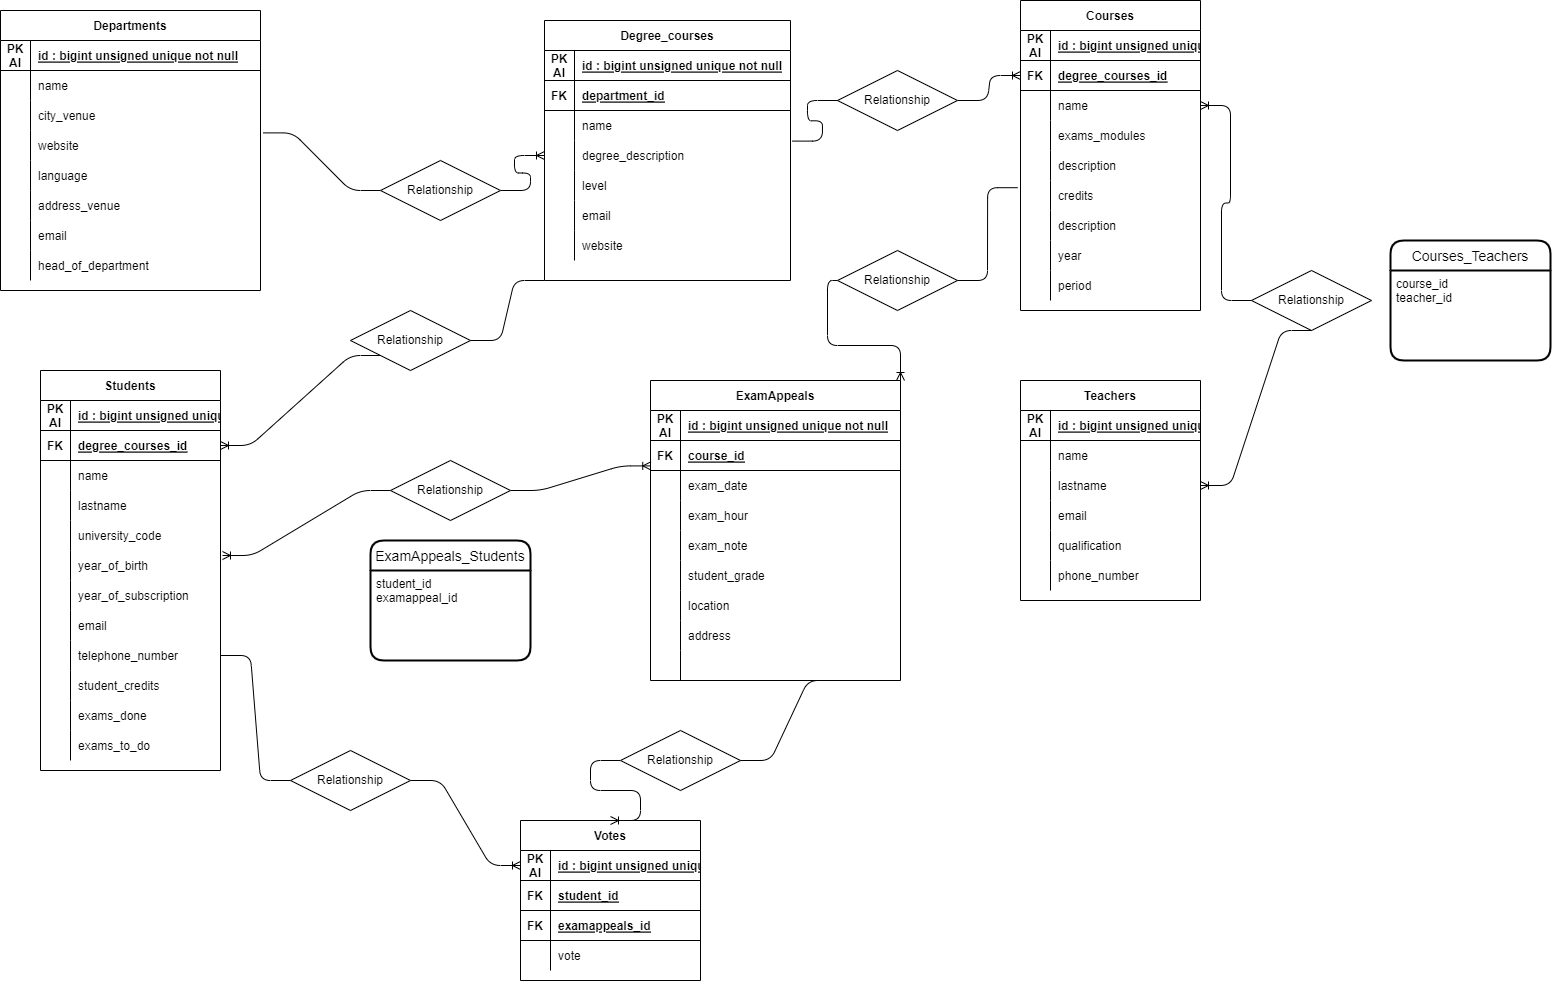 Departments
PK
AI
id : bigint unsigned unique not null
name
city_venue
website
language
address_venue
email
head_of_department
Relationship
Degree_courses
PK
AI
id : bigint unsigned unique not null
FK
department_id
name
degree_description
level
email
website
Relationship
Courses
PK
AI
id : bigint unsigned uniqu
FK
degree_courses_id
name
exams_modules
description
credits
description
year
period
Relationship
Relationship
Courses_Teachers
course_id
teacher_id
Relationship
Students
PK
AI
id : bigint unsigned uniqu
FK
degree_courses_id
name
lastname
university_code
year_of_birth
year_of_subscription
email
telephone_number
student_credits
exams_done
exams_to_do
Relationship
ExamAppeals_Students
student_id
examappeal_id
ExamAppeals
PK
AI
id : bigint unsigned unique not null
FK
course_id
exam_date
exam_hour
exam_note
student_grade
location
address
Teachers
PK
AI
id : bigint unsigned uniqu
name
lastname
email
qualification
phone_number
Relationship
Relationship
Votes
PK
AI
id : bigint unsigned uniqu
FK
student_id
FK
examappeals_id
vote